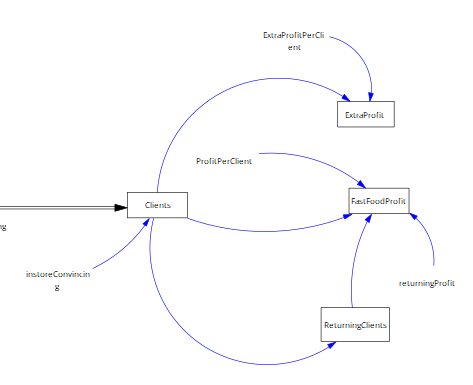 ExtraProfitPerCli
ent
ExtraProfit
ProfitPerClient
Clients
FastFoodProfit
g
instoreConvincin
g
returningProfit
ReturningClients